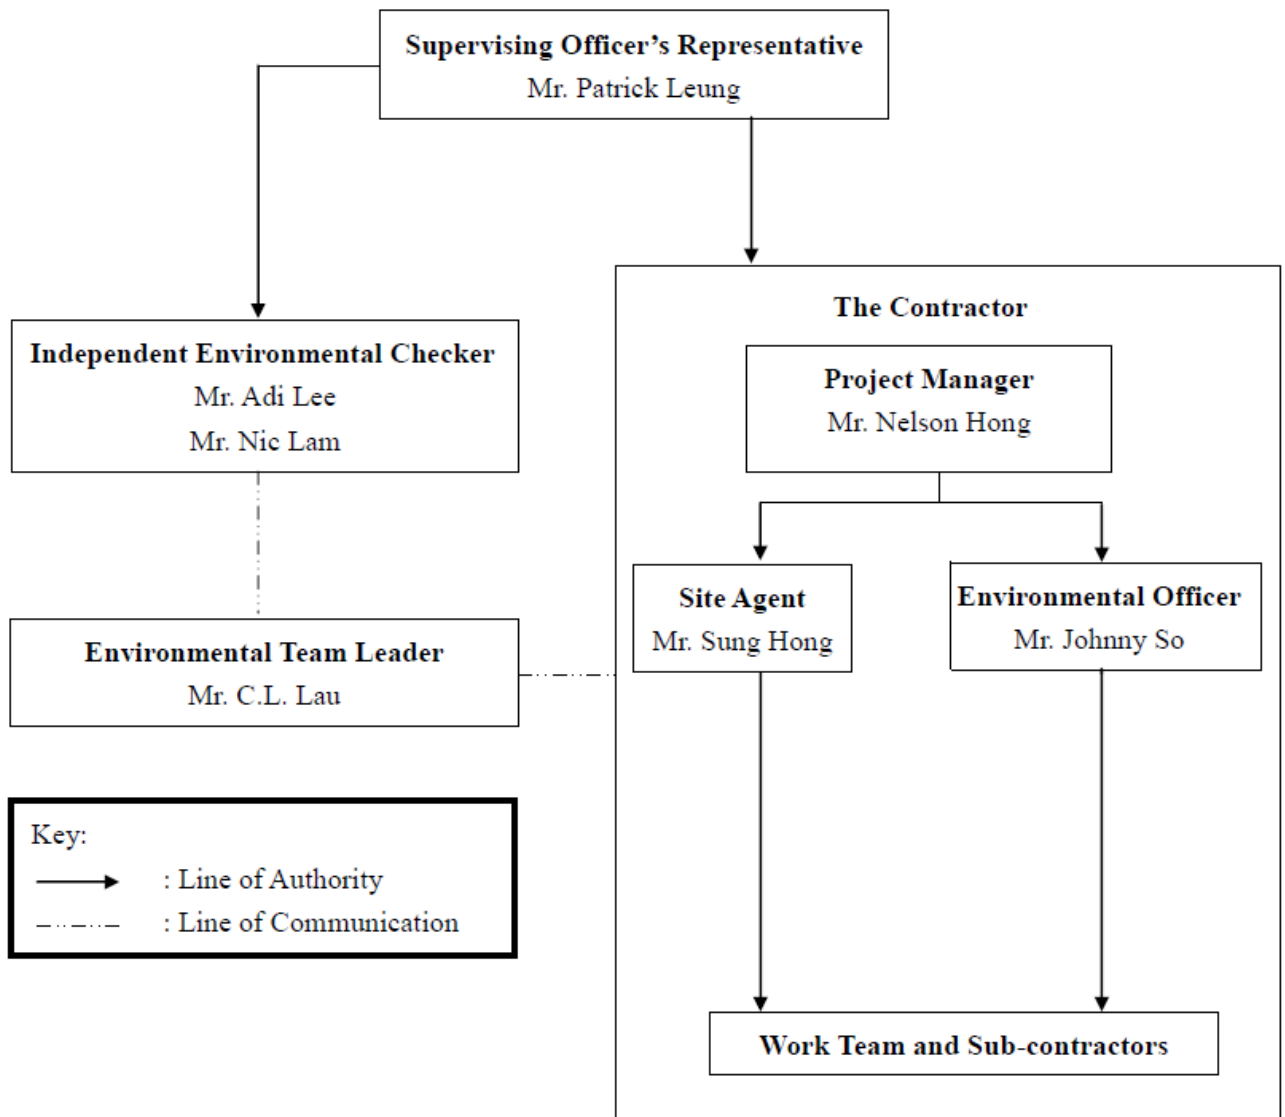 Supervising Officer’s Representative
Mr. Patrick Leung
Independent Environmental Checker
Mr. Adi Lee
Mr. Nic Lam
Environmental Team Leader
Mr. C.L. Lau
The Contractor
Project Manager
Mr. Nelson Hong
Site Agent
Mr. Sung Hong
Environmental Officer
Mr. Johnny So
Work Team and Sub-contractors
Key:
: Line of Authority
: Line of Communication